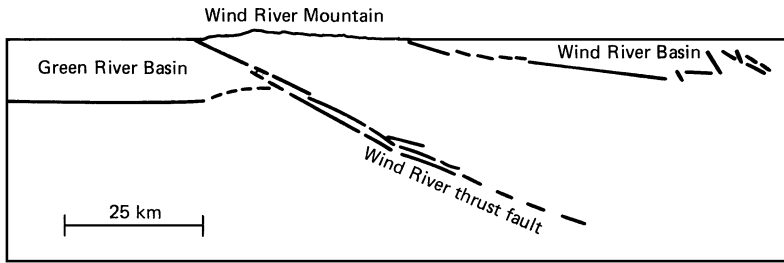 Wind River Mountain
Green River Basin
Wind River Basin
Wind River thrust fault
25 km